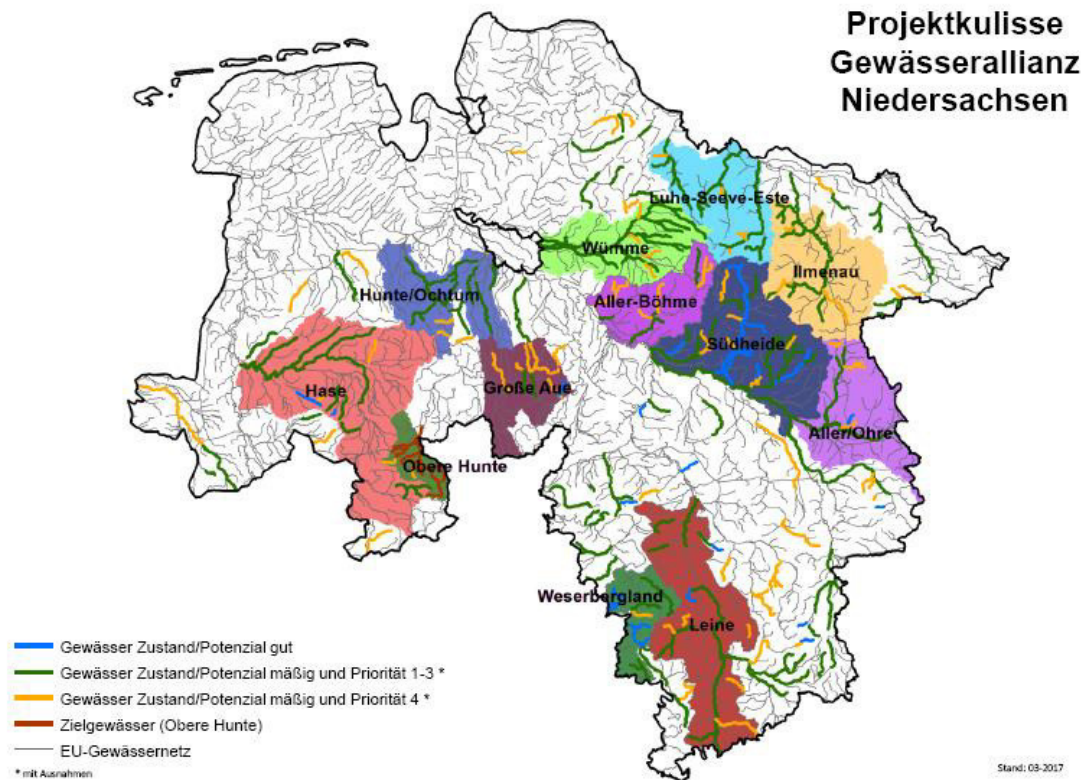 Projektkulisse
Gewässerallianz
Niedersachsen
Luhe-Seeve-Este
Wümme
Ilmenau
Hunte/Ochtum
Aller-Böhme
Südheide
Hase
Große Aue
Aller/Ohre
Obere Hunte
Weserbergland
Leine
Gewässer Zustand/Potenzial gut
Gewässer Zustand/Potenzial mäßig und Priorität 1-3 *
Gewässer Zustand/Potenzial mäßig und Priorität 4 *
Zielgewässer (Obere Hunte)
EU-Gewässernetz
* mit Ausnahmen
Stand: 03-2017